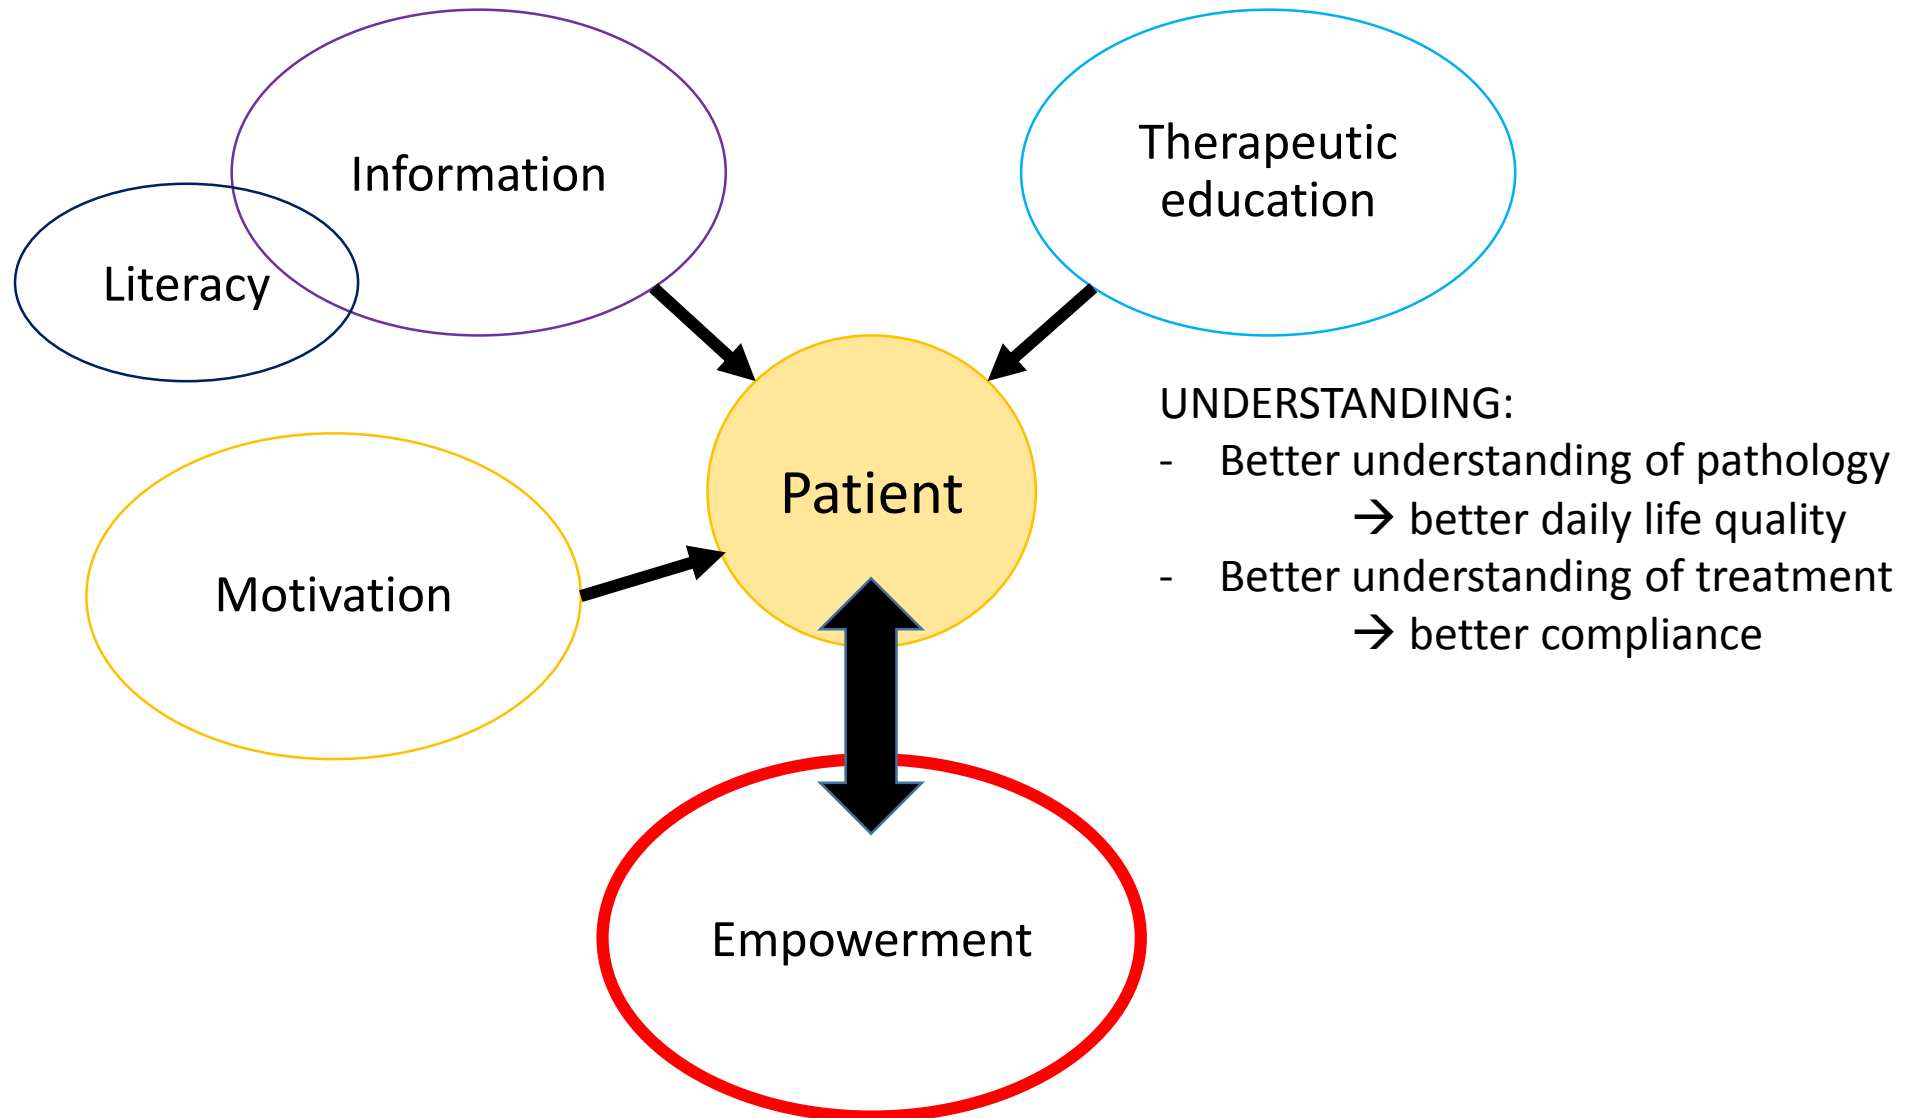 Information
Therapeutic
education
Literacy
Patient
Motivation
UNDERSTANDING:
- Better understanding of pathology
→ better daily life quality
- Better understanding of treatment
→ better compliance
Empowerment